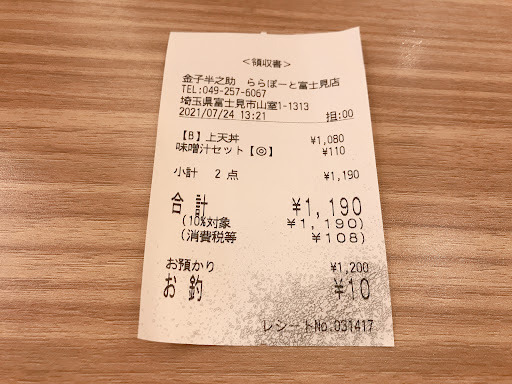 <領収書>
金子半之助 ららぽーと富士見店
TEL:049-257-6067
埼玉県富士見市山室1-1313
2021/07/24 13:21 担:00
【B】上天丼 ¥1,080
味噌汁セット【◎】 ¥110
小計 2点 ¥1,190
合計 ¥1,190
(10%対象 ¥1,190)
(消費税等 ¥108)
お預かり ¥1,200
お釣 ¥10
レシートNo.031417